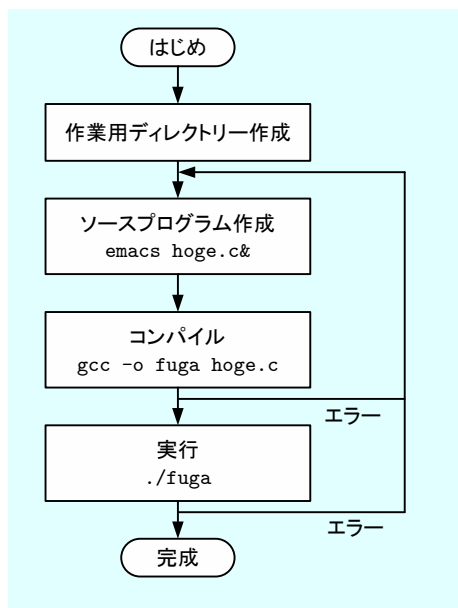 はじめ
作業用ディレクトリー作成
ソースプログラム作成
emacs hoge.c&
コンパイル
gcc -o fuga hoge.c
エラー
実行
./fuga
エラー
完成